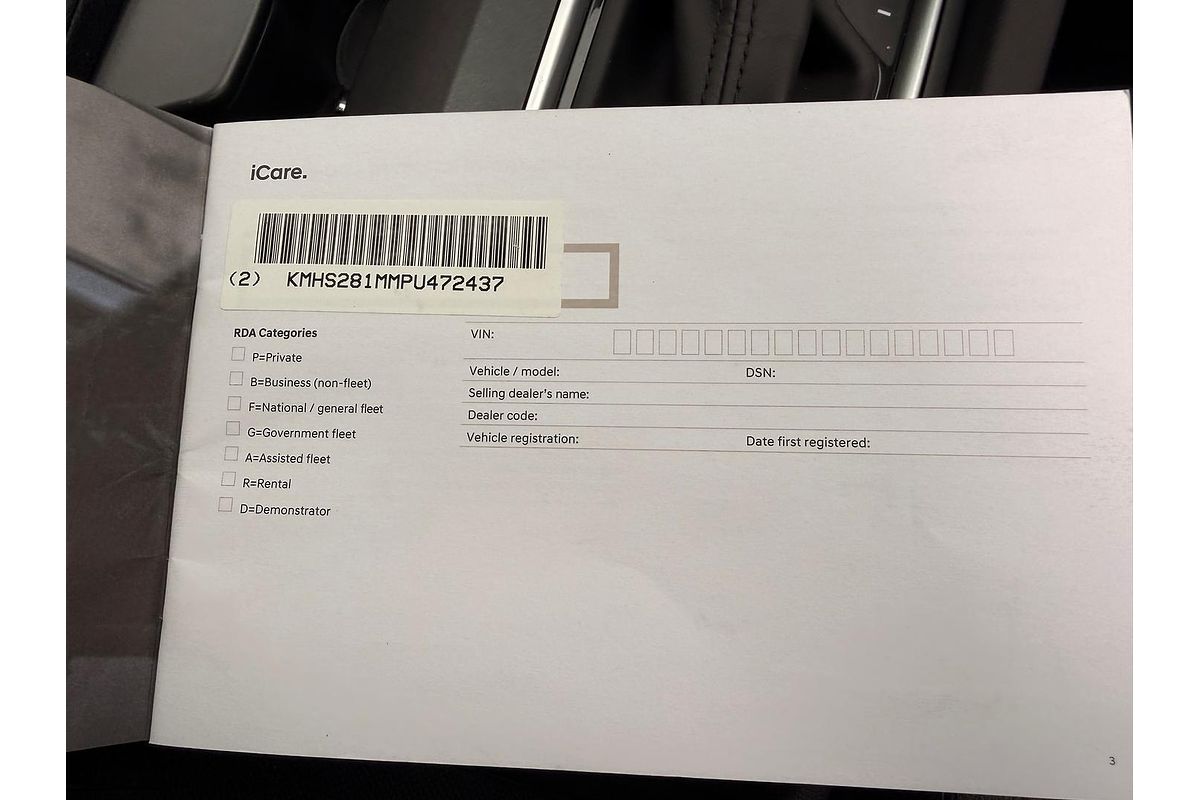 iCare.
(2) KMHS281MMPU472437
RDA Categories
P=Private
B=Business (non-fleet)
F=National / general fleet
G=Government fleet
A=Assisted fleet
R=Rental
D=Demonstrator
VIN:
Vehicle / model: DSN:
Selling dealer's name:
Dealer code:
Vehicle registration: Date first registered:
3